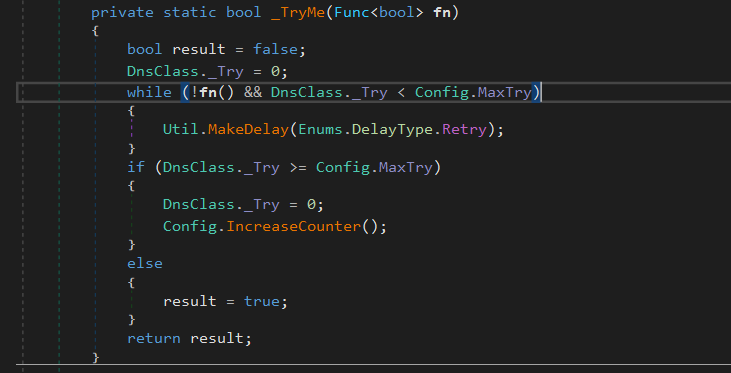 private static bool _TryMe(Func<bool> fn)
{
bool result = false;
DnsClass._Try = 0;
while (!fn() && DnsClass._Try < Config.MaxTry)
{
Util.MakeDelay(Enums.DelayType.Retry);
}
if (DnsClass._Try >= Config.MaxTry)
{
DnsClass._Try = 0;
Config.IncreaseCounter();
}
else
{
result = true;
}
return result;
}